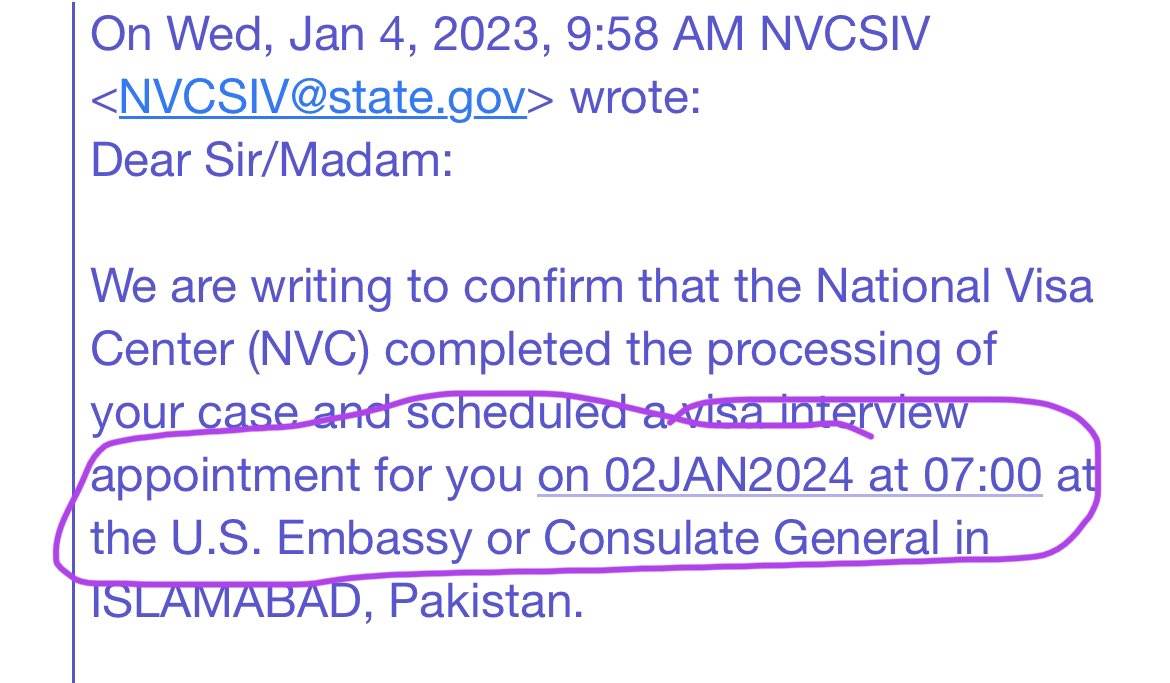 On Wed, Jan 4, 2023, 9:58 AM NVCSIV
<NVCSIV@state.gov> wrote:
Dear Sir/Madam:
We are writing to confirm that the National Visa
Center (NVC) completed the processing of
your case and scheduled a visa interview
appointment for you on 02JAN2024 at 07:00 at
the U.S. Embassy or Consulate General in
ISLAMABAD, Pakistan.